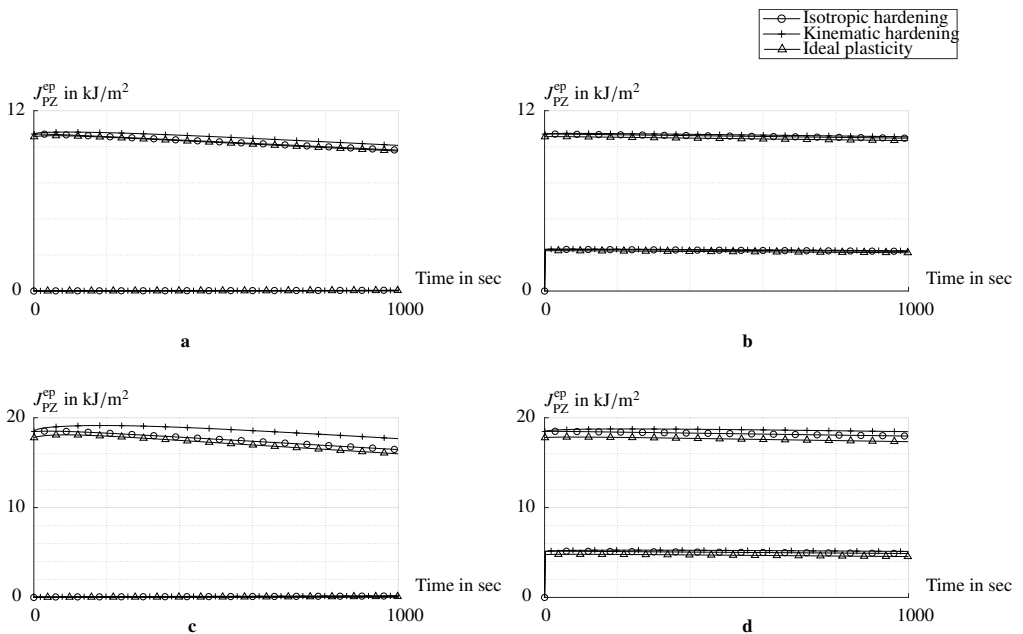 Isotropic hardening
Kinematic hardening
Ideal plasticity
J^ep_PZ in kJ/m²
12
0
0
1000
Time in sec
a
J^ep_PZ in kJ/m²
12
0
0
1000
Time in sec
b
J^ep_PZ in kJ/m²
20
10
0
0
1000
Time in sec
c
J^ep_PZ in kJ/m²
20
10
0
0
1000
Time in sec
d